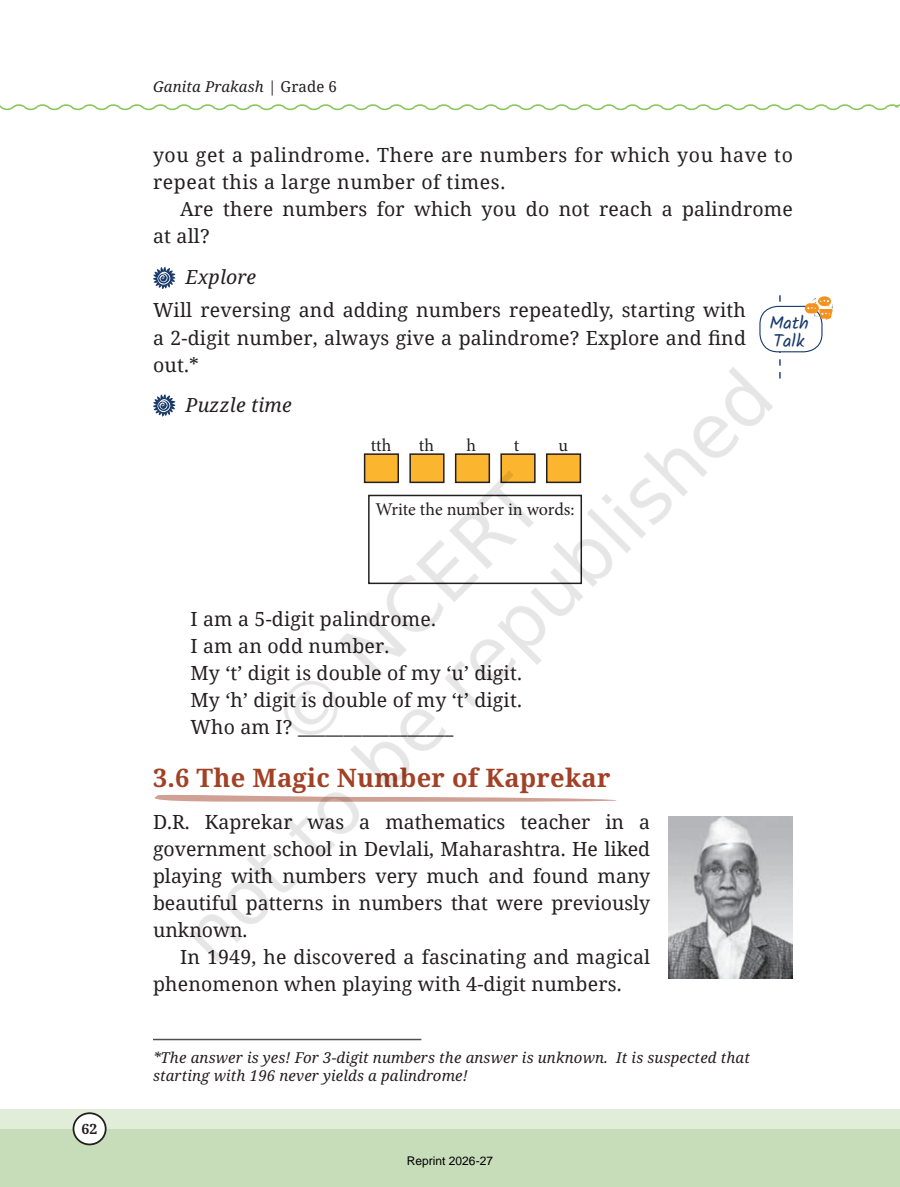 Ganita Prakash | Grade 6
you get a palindrome. There are numbers for which you have to
repeat this a large number of times.
Are there numbers for which you do not reach a palindrome
at all?
Explore
Will reversing and adding numbers repeatedly, starting with
a 2-digit number, always give a palindrome? Explore and find
out.*
Math
Talk
Puzzle time
tth th h t u
Write the number in words:
I am a 5-digit palindrome.
I am an odd number.
My ‘t’ digit is double of my ‘u’ digit.
My ‘h’ digit is double of my ‘t’ digit.
Who am I? _______________
3.6 The Magic Number of Kaprekar
D.R. Kaprekar was a mathematics teacher in a
government school in Devlali, Maharashtra. He liked
playing with numbers very much and found many
beautiful patterns in numbers that were previously
unknown.
In 1949, he discovered a fascinating and magical
phenomenon when playing with 4-digit numbers.
*The answer is yes! For 3-digit numbers the answer is unknown. It is suspected that
starting with 196 never yields a palindrome!
62
Reprint 2026-27
© NCERT
not to be republished